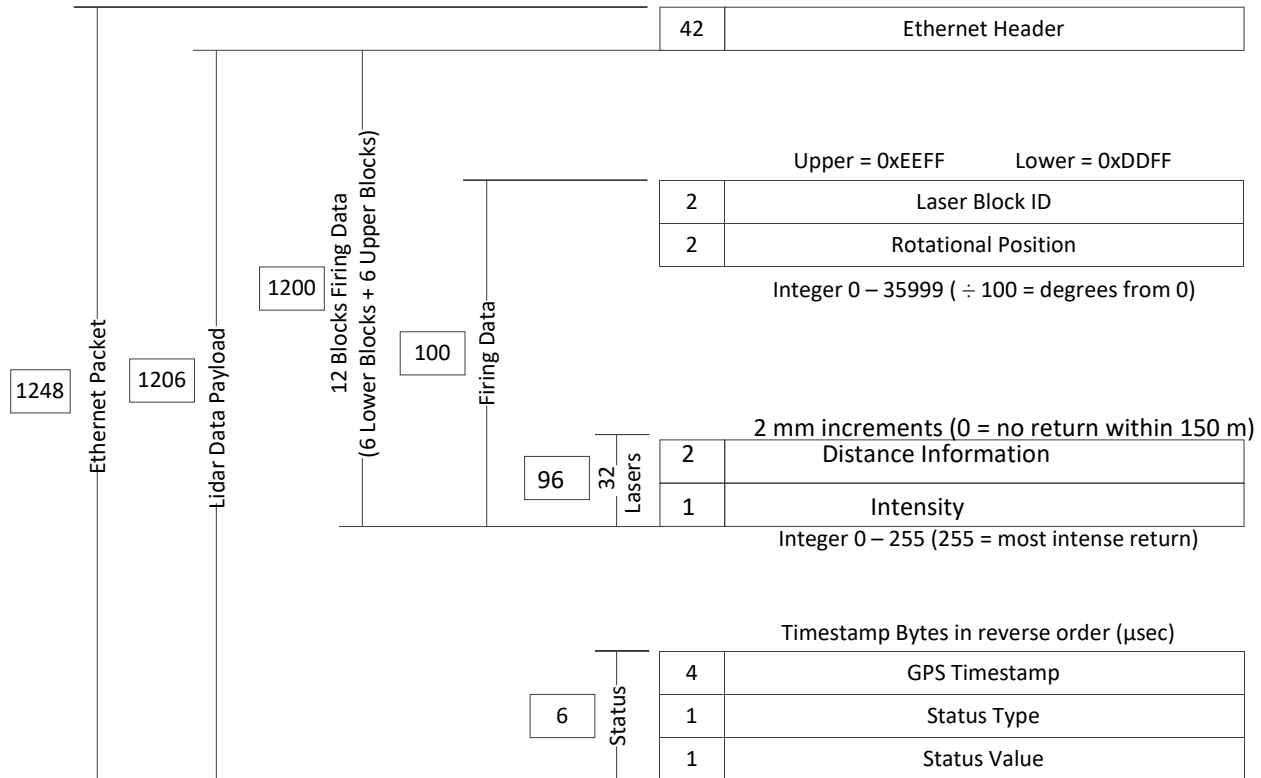 42 Ethernet Header
Upper = 0xEEFF Lower = 0xDDFF
2 Laser Block ID
2 Rotational Position
Integer 0 – 35999 ( ÷ 100 = degrees from 0)
1248
Ethernet Packet
1206
Lidar Data Payload
1200
12 Blocks Firing Data
(6 Lower Blocks + 6 Upper Blocks)
100
Firing Data
2 mm increments (0 = no return within 150 m)
96
32
Lasers
2 Distance Information
1 Intensity
Integer 0 – 255 (255 = most intense return)
Timestamp Bytes in reverse order (µsec)
6
Status
4 GPS Timestamp
1 Status Type
1 Status Value